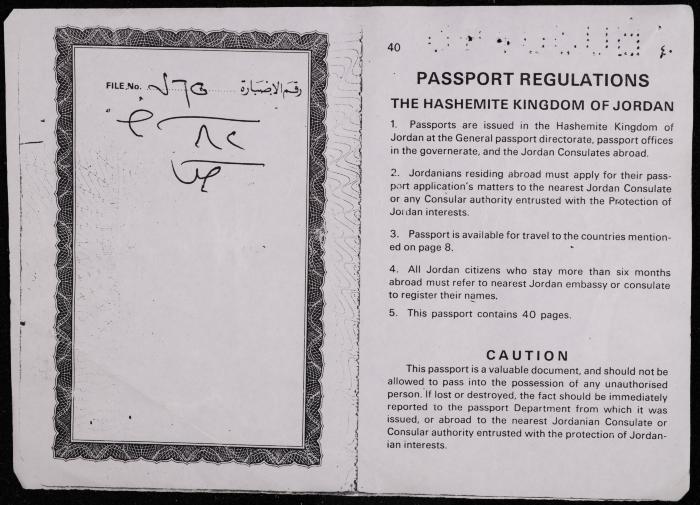 FILE No.
رقم الاضبارة
40
٤٠
PASSPORT REGULATIONS
THE HASHEMITE KINGDOM OF JORDAN
1. Passports are issued in the Hashemite Kingdom of
Jordan at the General passport directorate, passport offices
in the governerate, and the Jordan Consulates abroad.
2. Jordanians residing abroad must apply for their pass-
port application's matters to the nearest Jordan Consulate
or any Consular authority entrusted with the Protection of
Jordan interests.
3. Passport is available for travel to the countries mention-
ed on page 8.
4. All Jordan citizens who stay more than six months
abroad must refer to nearest Jordan embassy or consulate
to register their names.
5. This passport contains 40 pages.
CAUTION
This passport is a valuable document, and should not be
allowed to pass into the possession of any unauthorised
person. If lost or destroyed, the fact should be immediately
reported to the passport Department from which it was
issued, or abroad to the nearest Jordanian Consulate or
Consular authority entrusted with the protection of Jordan-
ian interests.